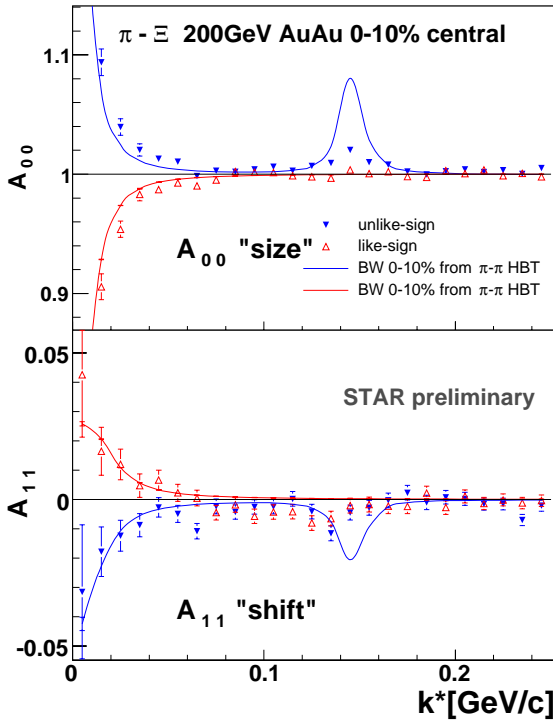 π - Ξ 200GeV AuAu 0-10% central
1.1
1
0.9
A₀₀
unlike-sign
like-sign
BW 0-10% from π-π HBT
BW 0-10% from π-π HBT
A₀₀ "size"
0.05
0
-0.05
A₁₁
STAR preliminary
A₁₁ "shift"
0
0.1
0.2
k*[GeV/c]